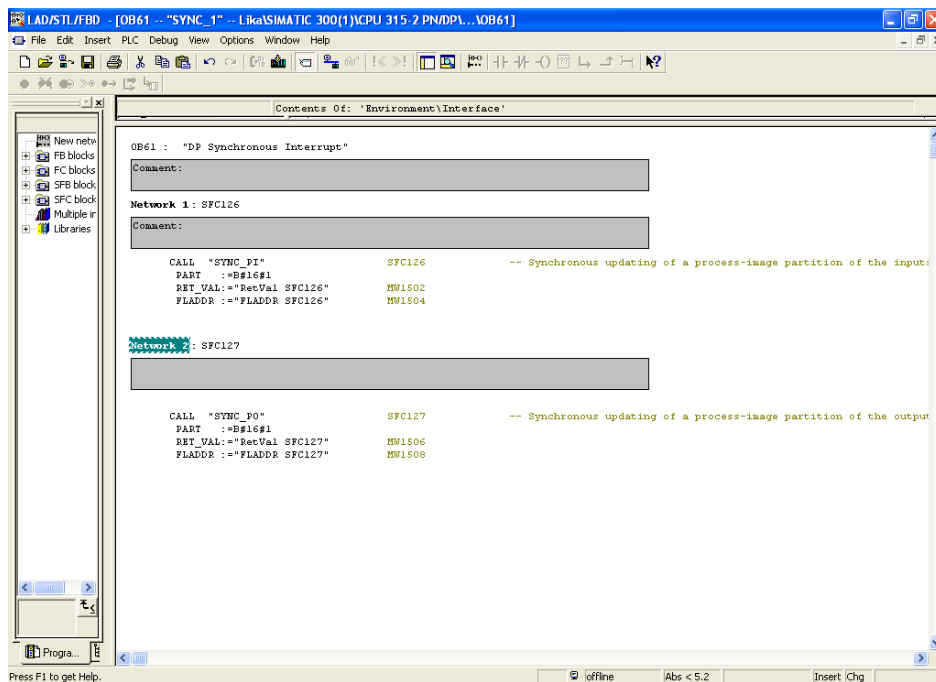 LAD/STL/FBD - [OB61 -- "SYNC_1" -- Lika\SIMATIC 300(1)\CPU 315-2 PN/DP\...\OB61]
File Edit Insert PLC Debug View Options Window Help
Contents Of: 'Environment\Interface'
New netw
FB blocks
FC blocks
SFB block
SFC block
Multiple ir
Libraries
OB61 : "DP Synchronous Interrupt"
Comment:
Network 1: SFC126
Comment:
CALL "SYNC_PI" SFC126 -- Synchronous updating of a process-image partition of the inputs
PART :=B#16#1
RET_VAL:="RetVal SFC126" MW1502
FLADDR :="FLADDR SFC126" MW1504
Network 2: SFC127
CALL "SYNC_PO" SFC127 -- Synchronous updating of a process-image partition of the output
PART :=B#16#1
RET_VAL:="RetVal SFC127" MW1506
FLADDR :="FLADDR SFC127" MW1508
Progra...
Press F1 to get Help. offline Abs < 5.2 Insert Chg